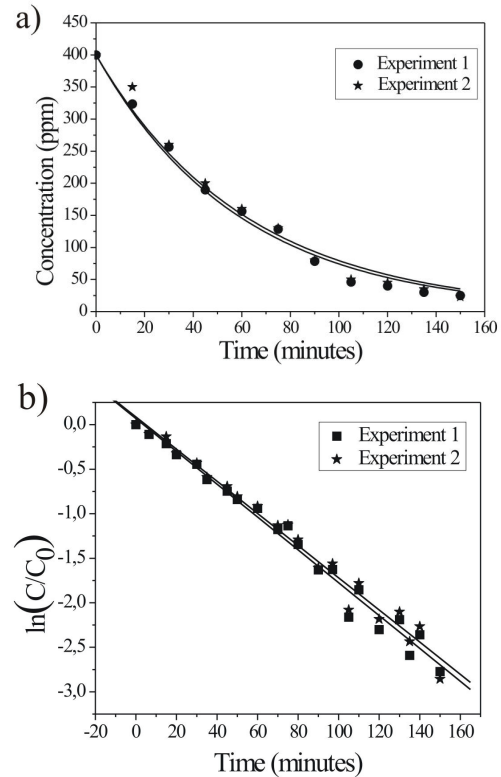 a)
450
400
350
300
250
200
150
100
50
0
Concentration (ppm)
Experiment 1
Experiment 2
0 20 40 60 80 100 120 140 160
Time (minutes)
b)
0,0
-0,5
-1,0
-1,5
-2,0
-2,5
-3,0
ln(C/C0)
Experiment 1
Experiment 2
-20 0 20 40 60 80 100 120 140 160
Time (minutes)